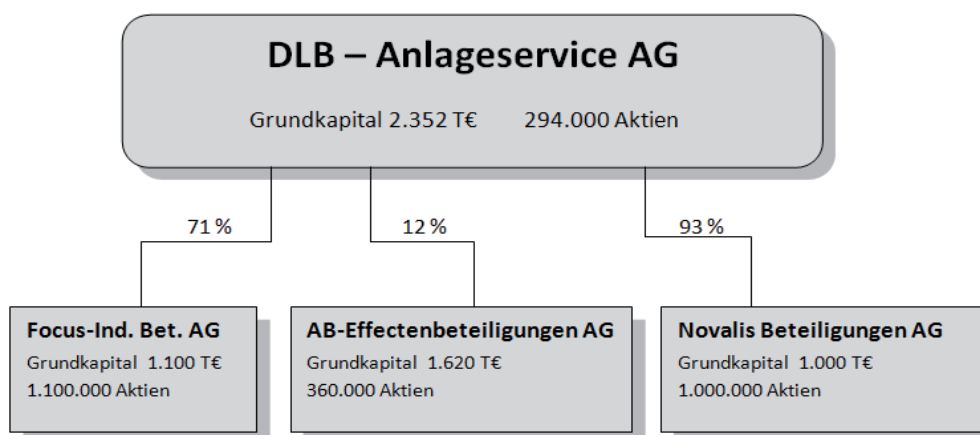 DLB – Anlageservice AG
Grundkapital 2.352 T€ 294.000 Aktien
71 % 12 % 93 %
Focus-Ind. Bet. AG
Grundkapital 1.100 T€
1.100.000 Aktien
AB-Effectenbeteiligungen AG
Grundkapital 1.620 T€
360.000 Aktien
Novalis Beteiligungen AG
Grundkapital 1.000 T€
1.000.000 Aktien